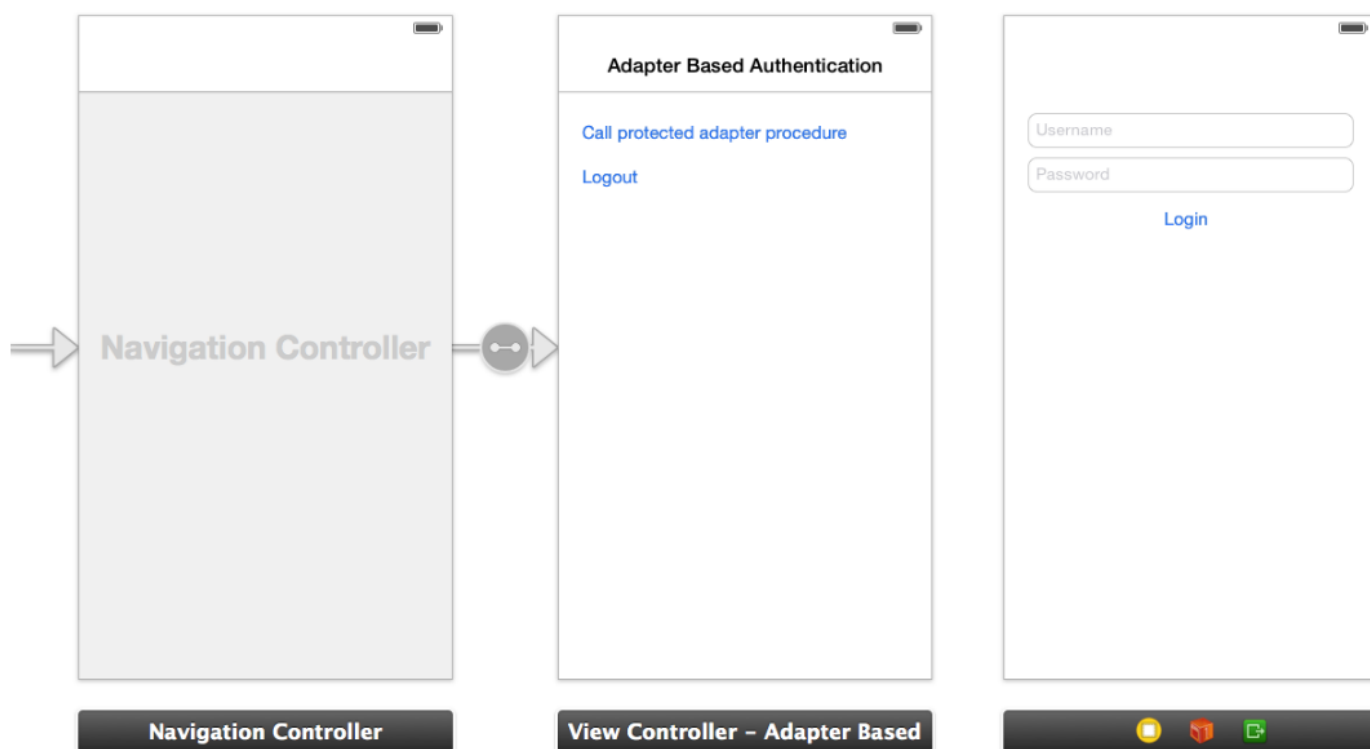 Navigation Controller
Navigation Controller
Adapter Based Authentication
Call protected adapter procedure
Logout
View Controller – Adapter Based
Username
Password
Login